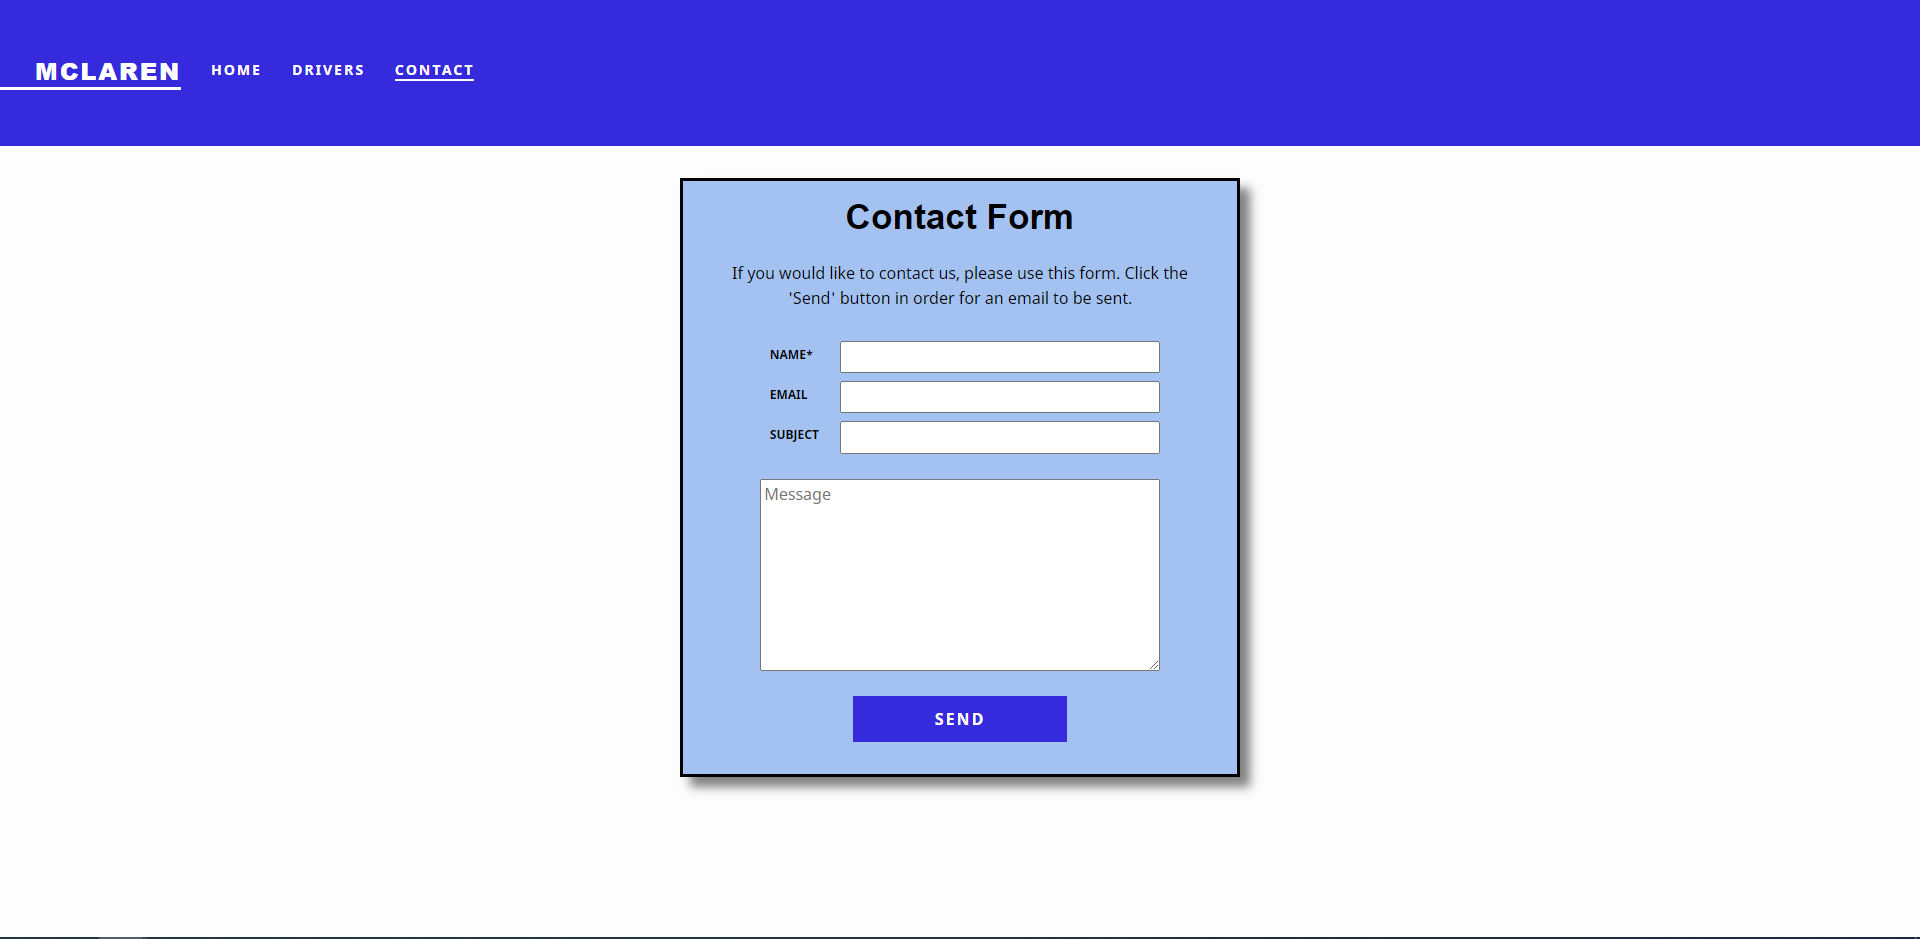 MCLAREN HOME DRIVERS CONTACT
Contact Form
If you would like to contact us, please use this form. Click the
'Send' button in order for an email to be sent.
NAME*
EMAIL
SUBJECT
Message
SEND